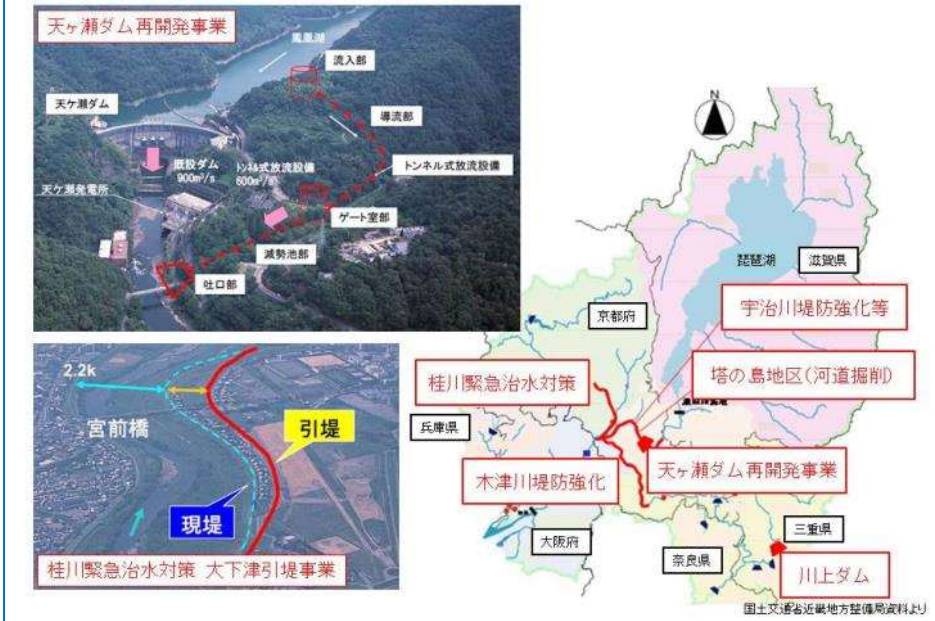 天ヶ瀬ダム再開発事業
鳳凰湖
流入部
天ケ瀬ダム
導流部
既設ダム
900m³/s
トンネル式放流設備
600m³/s
トンネル式放流設備
天ケ瀬発電所
ゲート室部
減勢池部
吐口部
2.2k
宮前橋
引堤
現堤
桂川緊急治水対策 大下津引堤事業
N
琵琶湖
滋賀県
京都府
宇治川堤防強化等
桂川緊急治水対策
塔の島地区(河道掘削)
兵庫県
木津川堤防強化
天ヶ瀬ダム再開発事業
大阪府
奈良県
三重県
川上ダム
国土交通省近畿地方整備局資料より